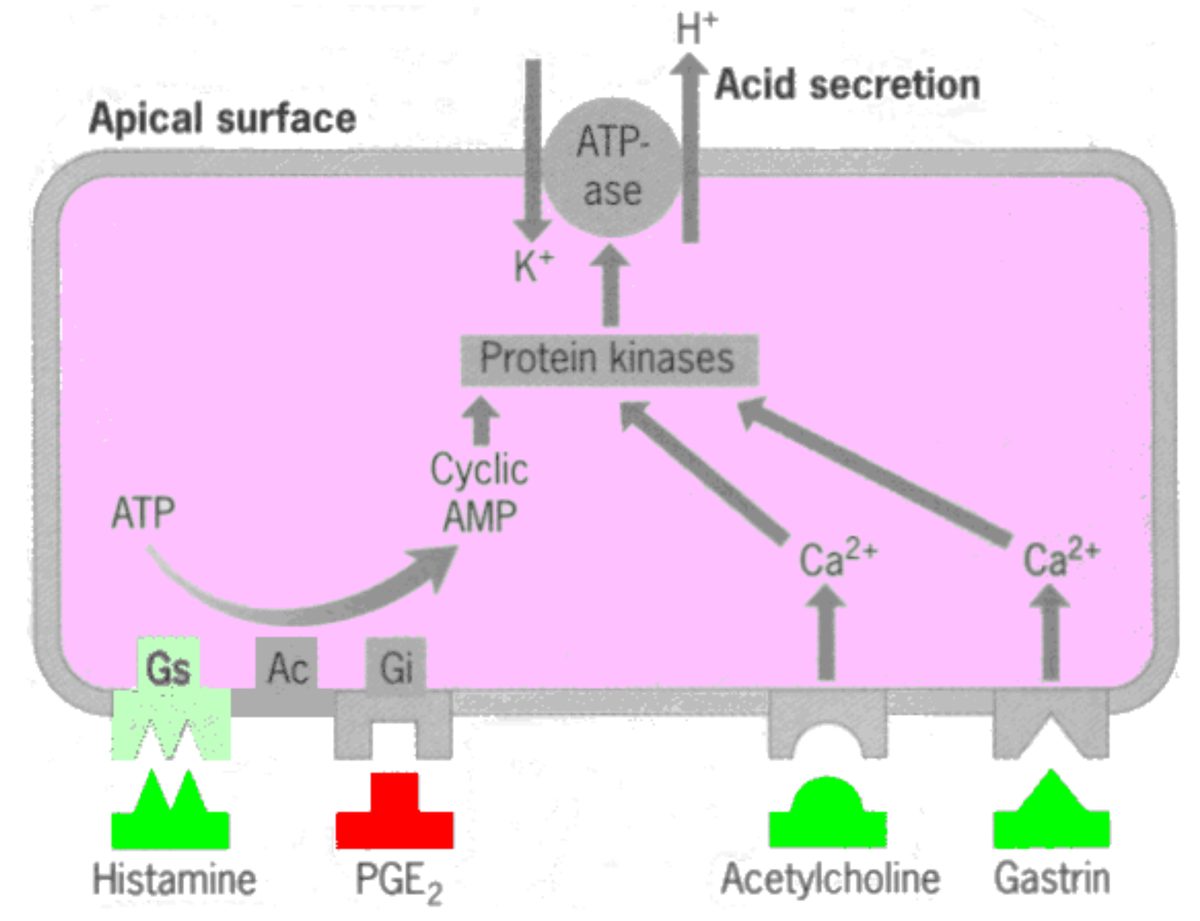 H⁺
Acid secretion
Apical surface
ATP-
ase
K⁺
Protein kinases
Cyclic
AMP
ATP
Ca²⁺
Ca²⁺
Gs
Ac
Gi
Histamine
PGE₂
Acetylcholine
Gastrin